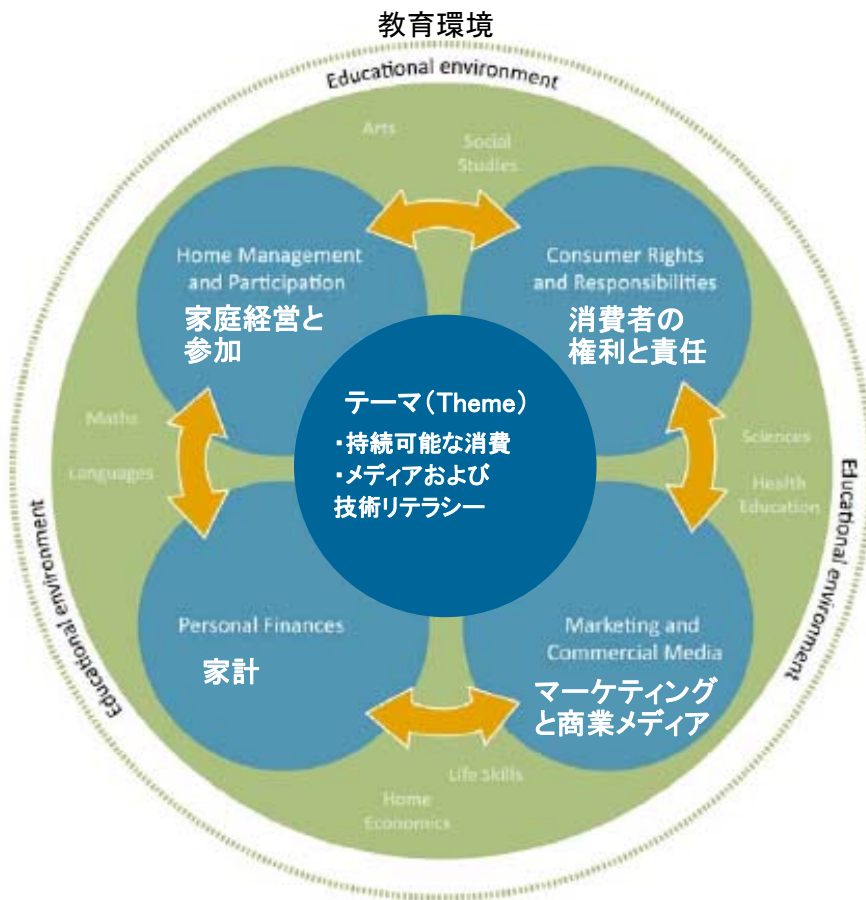 教育環境
Educational environment
Arts
Social
Studies
Home Management
and Participation
家庭経営と
参加
Consumer Rights
and Responsibilities
消費者の
権利と責任
テーマ(Theme)
・持続可能な消費
・メディアおよび
技術リテラシー
Maths
Languages
Sciences
Health
Education
Educational environment
Educational environment
Personal Finances
家計
Marketing and
Commercial Media
マーケティング
と商業メディア
Life Skills
Home
Economics